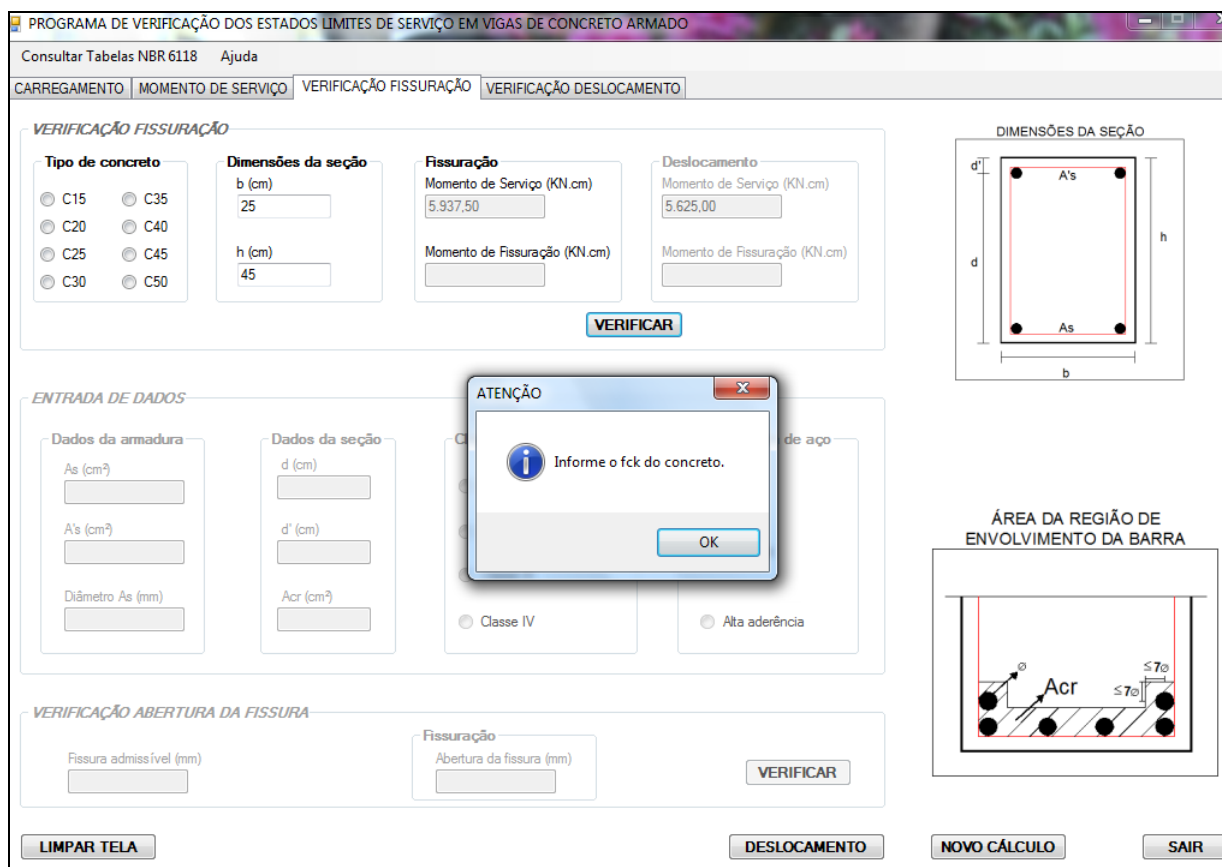 PROGRAMA DE VERIFICAÇÃO DOS ESTADOS LIMITES DE SERVIÇO EM VIGAS DE CONCRETO ARMADO
Consultar Tabelas NBR 6118 Ajuda
CARREGAMENTO MOMENTO DE SERVIÇO VERIFICAÇÃO FISSURAÇÃO VERIFICAÇÃO DESLOCAMENTO
VERIFICAÇÃO FISSURAÇÃO
Tipo de concreto
C15 C35
C20 C40
C25 C45
C30 C50
Dimensões da seção
b (cm)
25
h (cm)
45
Fissuração
Momento de Serviço (KN.cm)
5.937,50
Momento de Fissuração (KN.cm)
Deslocamento
Momento de Serviço (KN.cm)
5.625,00
Momento de Fissuração (KN.cm)
VERIFICAR
DIMENSÕES DA SEÇÃO
d'
A's
h
d
As
b
ENTRADA DE DADOS
Dados da armadura
As (cm²)
A's (cm²)
Diâmetro As (mm)
Dados da seção
d (cm)
d' (cm)
Acr (cm²)
Classe IV
de aço
Alta aderência
ATENÇÃO
Informe o fck do concreto.
OK
ÁREA DA REGIÃO DE
ENVOLVIMENTO DA BARRA
ø
Acr
≤7ø
≤7ø
VERIFICAÇÃO ABERTURA DA FISSURA
Fissura admissível (mm)
Fissuração
Abertura da fissura (mm)
VERIFICAR
LIMPAR TELA DESLOCAMENTO NOVO CÁLCULO SAIR